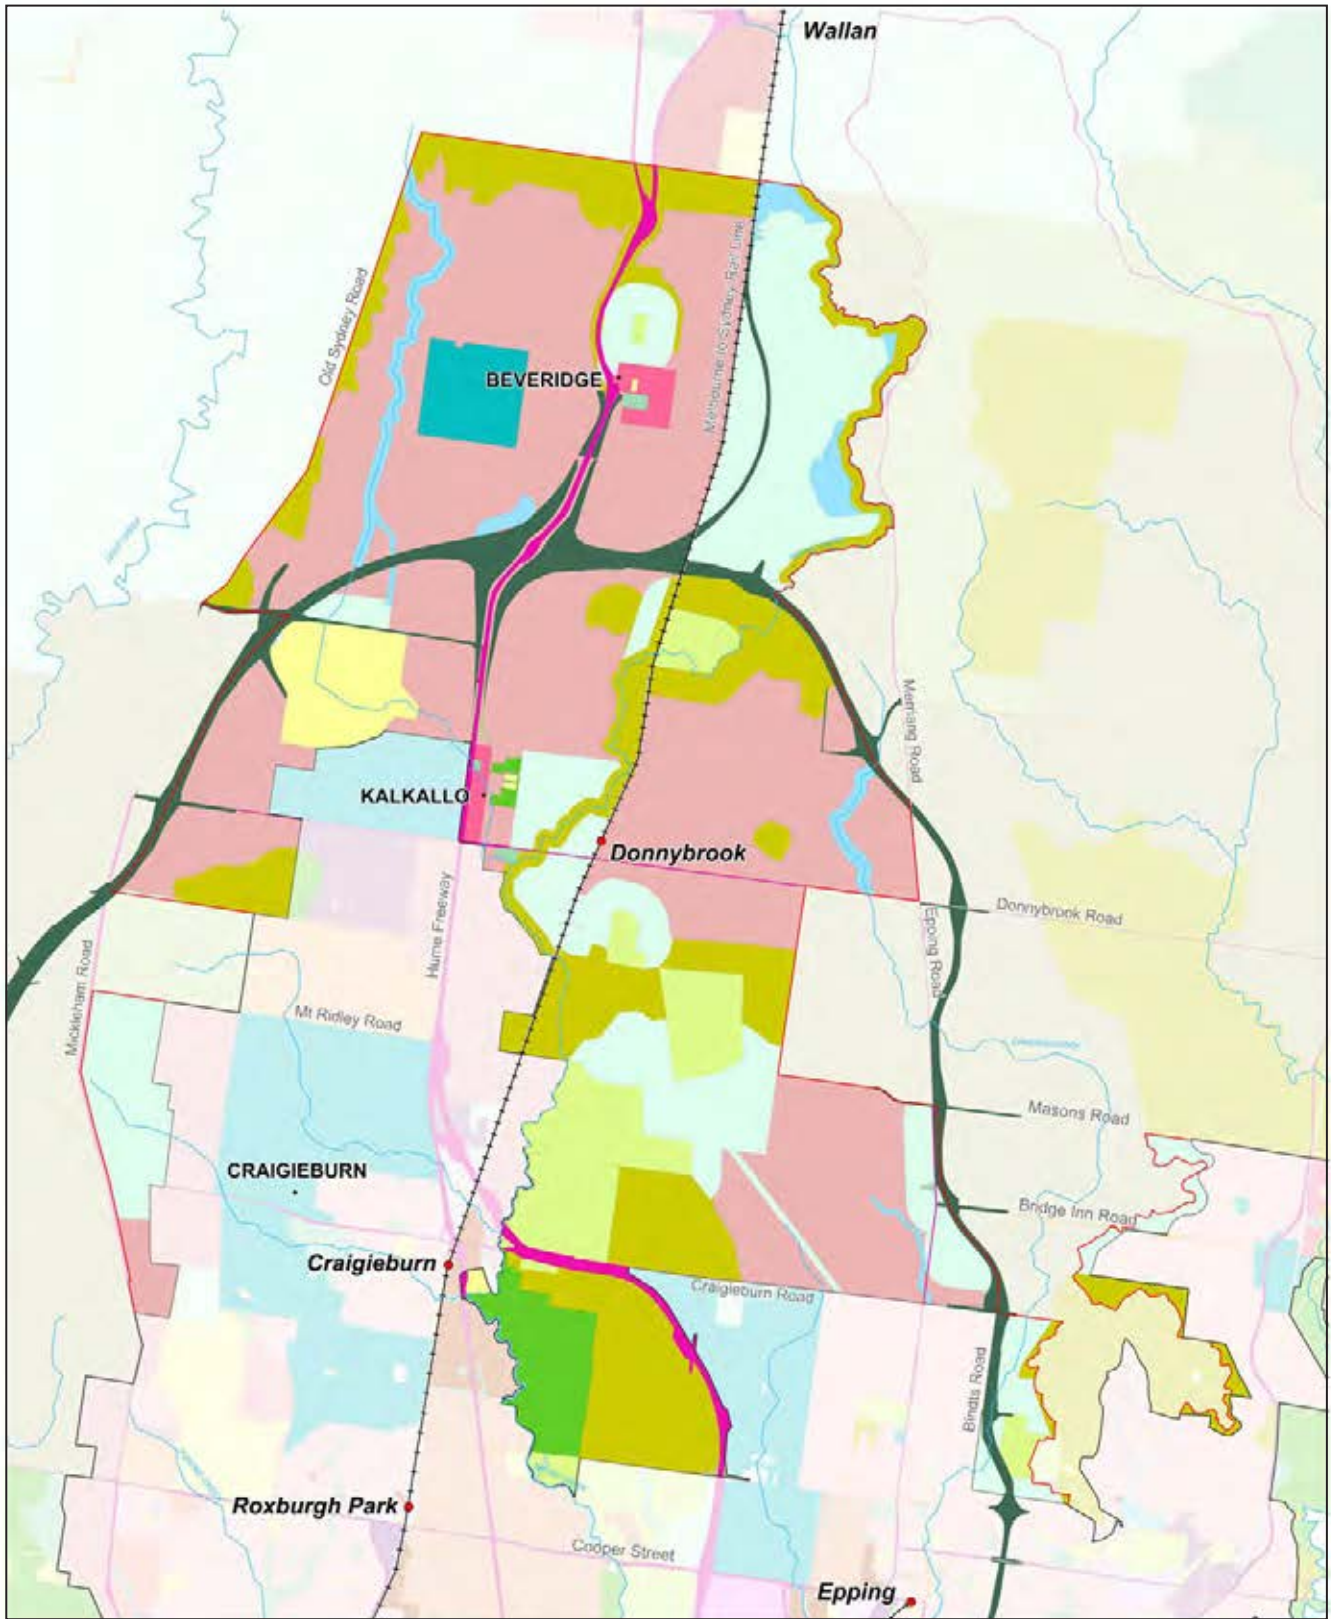 Wallan
Old Sydney Road
Melbourne to Sydney Rail Line
BEVERIDGE
Merriang Road
KALKALLO
Donnybrook
Hume Freeway
Donnybrook Road
Epping Road
Mickleham Road
Mt Ridley Road
Masons Road
CRAIGIEBURN
Bridge Inn Road
Craigieburn
Craigieburn Road
Bindts Road
Roxburgh Park
Cooper Street
Epping